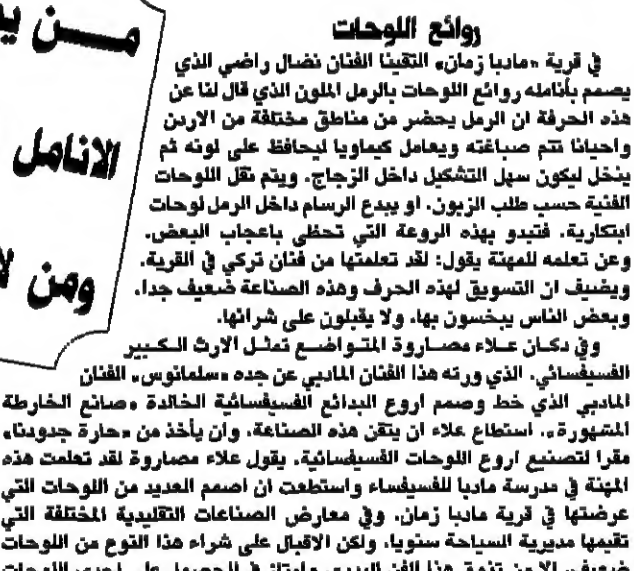 روائع اللوحات
في قرية «مادبا زمان» التقينا الفنان نضال راضي الذي
يصمم بأنامله روائع اللوحات بالرمل الملون الذي قال لنا عن
هذه الحرفة ان الرمل يحضر من مناطق مختلفة من الاردن
واحيانا تتم صباغته ويعامل كيماويا ليحافظ على لونه ثم
ينخل ليكون سهل التشكيل داخل الزجاج. ويتم نقل اللوحات
الفنية حسب طلب الزبون. او يبدع الرسام داخل الرمل لوحات
ابتكارية. فتبدو بهذه الروعة التي تحظى باعجاب البعض.
وعن تعلمه للمهنة يقول: لقد تعلمتها من فنان تركي في القرية.
ويضيف ان التسويق لهذه الحرف وهذه الصناعة ضعيف جدا.
وبعض الناس يبخسون بها. ولا يقبلون على شرائها.
وفي دكان علاء مصاروة المتواضع تمثل الارث الكبير
الفسيفسائي. الذي ورثه هذا الفنان المادبي عن جده «سلمانوس» الفنان
المادبي الذي خط وصمم اروع البدائع الفسيفسائية الخالدة «صانع الخارطة
المشهورة». استطاع علاء ان يتقن هذه الصناعة. وان يأخذ من «حارة جدودنا»
مقرا لتصنيع اروع اللوحات الفسيفسائية. يقول علاء مصاروة لقد تعلمت هذه
المهنة في مدرسة مادبا للفسيفساء واستطعت ان اصمم العديد من اللوحات التي
عرضتها في قرية مادبا زمان. وفي معارض الصناعات التقليدية المختلفة التي
تقيمها مديرية السياحة سنويا. ولكن الاقبال على شراء هذا النوع من اللوحات
مـــن
الانامل
ومن